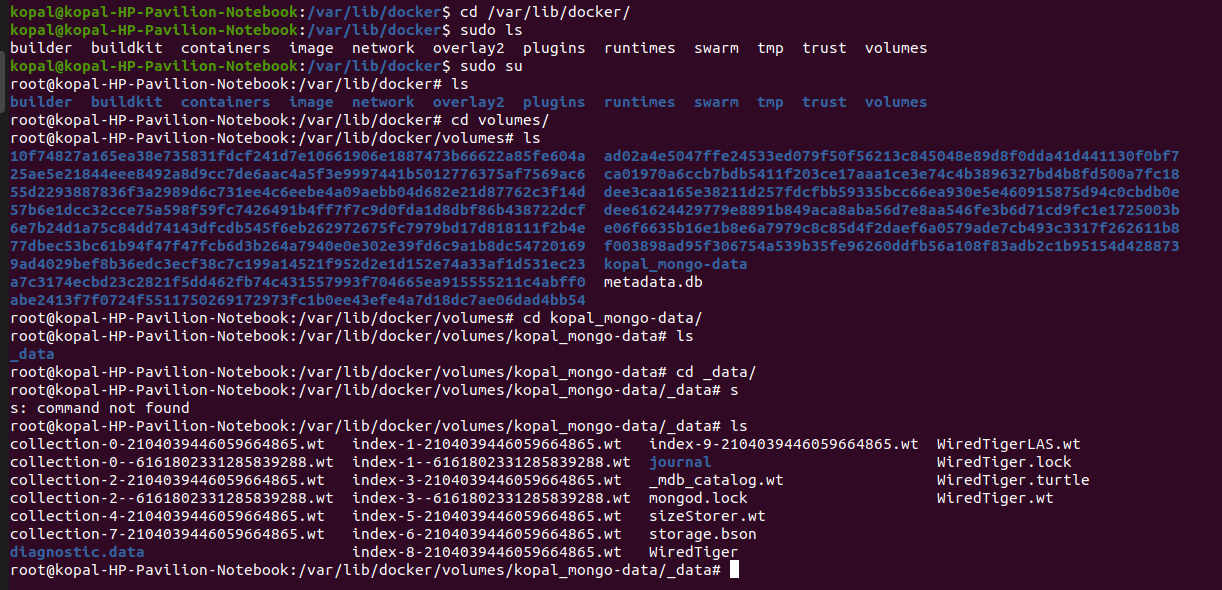 kopal@kopal-HP-Pavilion-Notebook:/var/lib/docker$ cd /var/lib/docker/
kopal@kopal-HP-Pavilion-Notebook:/var/lib/docker$ sudo ls
builder  buildkit  containers  image  network  overlay2  plugins  runtimes  swarm  tmp  trust  volumes
kopal@kopal-HP-Pavilion-Notebook:/var/lib/docker$ sudo su
root@kopal-HP-Pavilion-Notebook:/var/lib/docker# ls
builder  buildkit  containers  image  network  overlay2  plugins  runtimes  swarm  tmp  trust  volumes
root@kopal-HP-Pavilion-Notebook:/var/lib/docker# cd volumes/
root@kopal-HP-Pavilion-Notebook:/var/lib/docker/volumes# ls
10f74827a165ea38e735831fdcf241d7e10661906e1887473b66622a85fe604a  ad02a4e5047ffe24533ed079f50f56213c845048e89d8f0dda41d441130f0bf7
25ae5e21844eee8492a8d9cc7de6aac4a5f3e9997441b5012776375af7569ac6  ca01970a6ccb7bdb5411f203ce17aaa1ce3e74c4b3896327bd4b8fd500a7fc18
55d2293887836f3a2989d6c731ee4c6eebe4a09aebb04d682e21d87762c3f14d  dee3caa165e38211d257fdcfbb59335bcc66ea930e5e460915875d94c0cbdb0e
57b6e1dcc32cce75a598f59fc7426491b4ff7f7c9d0fda1d8dbf86b438722dcf  dee61624429779e8891b849aca8aba56d7e8aa546fe3b6d71cd9fc1e1725003b
6e7b24d1a75c84dd74143dfcdb545f6eb262972675fc7979bd17d818111f2b4e  e06f6635b16e1b8e6a7979c8c85d4f2daef6a0579ade7cb493c3317f262611b8
77dbec53bc61b94f47f47fcb6d3b264a7940e0e302e39fd6c9a1b8dc54720169  f003898ad95f306754a539b35fe96260ddfb56a108f83adb2c1b95154d428873
9ad4029bef8b36edc3ecf38c7c199a14521f952d2e1d152e74a33af1d531ec23  kopal_mongo-data
a7c3174ecbd23c2821f5dd462fb74c431557993f704665ea915555211c4abff0  metadata.db
abe2413f7f0724f5511750269172973fc1b0ee43efe4a7d18dc7ae06dad4bb54
root@kopal-HP-Pavilion-Notebook:/var/lib/docker/volumes# cd kopal_mongo-data/
root@kopal-HP-Pavilion-Notebook:/var/lib/docker/volumes/kopal_mongo-data# ls
_data
root@kopal-HP-Pavilion-Notebook:/var/lib/docker/volumes/kopal_mongo-data# cd _data/
root@kopal-HP-Pavilion-Notebook:/var/lib/docker/volumes/kopal_mongo-data/_data# s
s: command not found
root@kopal-HP-Pavilion-Notebook:/var/lib/docker/volumes/kopal_mongo-data/_data# ls
collection-0-2104039446059664865.wt   index-1-2104039446059664865.wt   index-9-2104039446059664865.wt  WiredTigerLAS.wt
collection-0--6161802331285839288.wt  index-1--6161802331285839288.wt  journal                         WiredTiger.lock
collection-2-2104039446059664865.wt   index-3-2104039446059664865.wt   _mdb_catalog.wt                 WiredTiger.turtle
collection-2--6161802331285839288.wt  index-3--6161802331285839288.wt  mongod.lock                     WiredTiger.wt
collection-4-2104039446059664865.wt   index-5-2104039446059664865.wt   sizeStorer.wt
collection-7-2104039446059664865.wt   index-6-2104039446059664865.wt   storage.bson
diagnostic.data                       index-8-2104039446059664865.wt   WiredTiger
root@kopal-HP-Pavilion-Notebook:/var/lib/docker/volumes/kopal_mongo-data/_data#